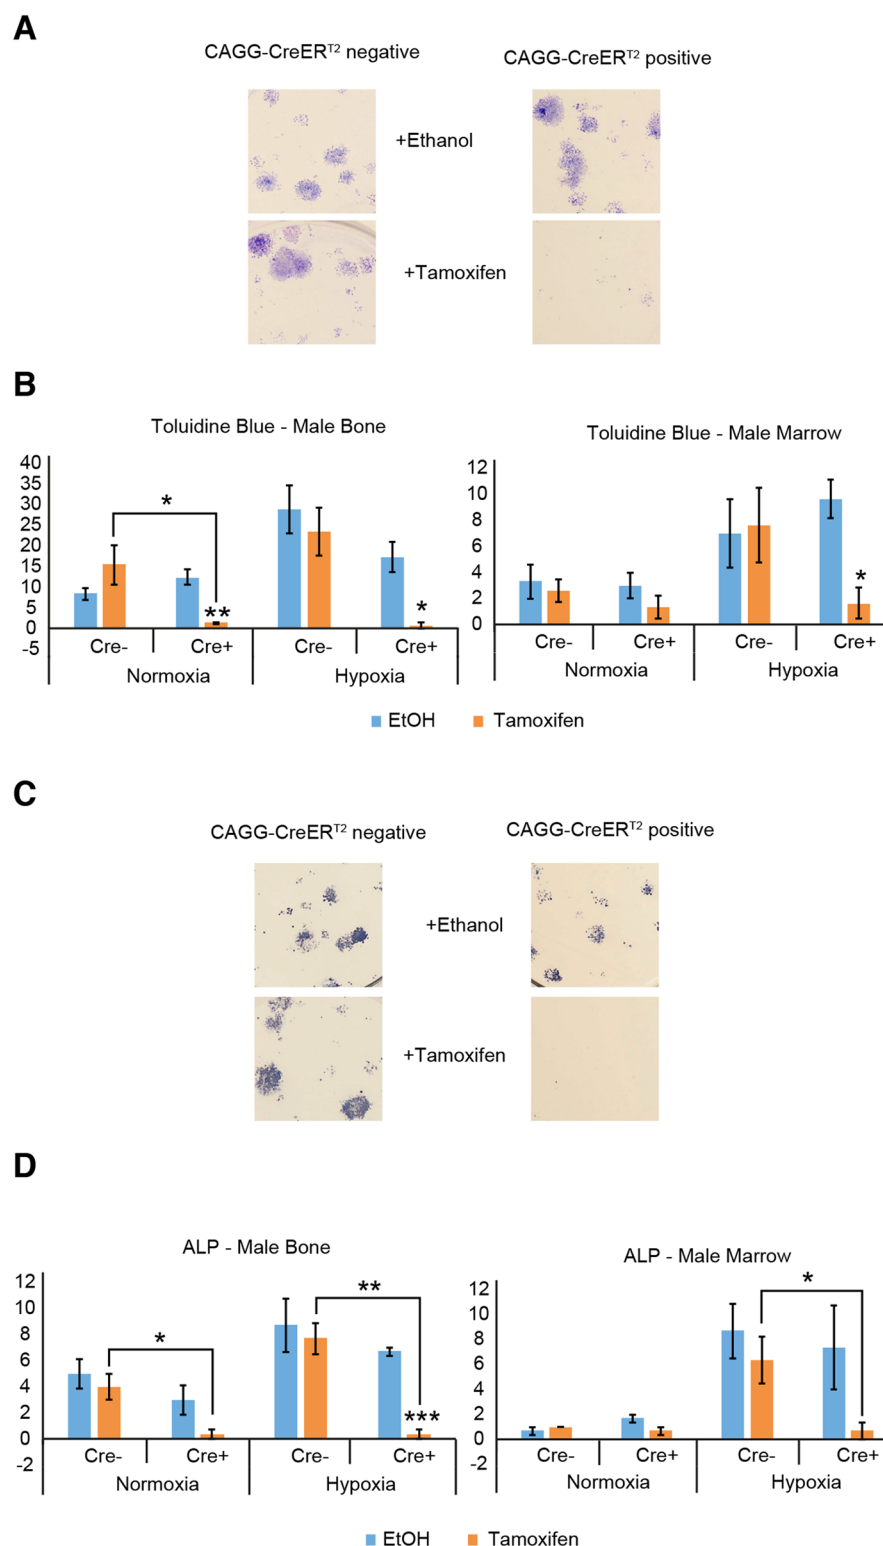 A
CAGG-CreERT2 negative
CAGG-CreERT2 positive
+Ethanol
+Tamoxifen
B
Toluidine Blue - Male Bone
40
35
30
25
20
15
10
5
0
-5
*
**
*
Cre- Cre+ Cre- Cre+
Normoxia Hypoxia
Toluidine Blue - Male Marrow
12
10
8
6
4
2
0
*
Cre- Cre+ Cre- Cre+
Normoxia Hypoxia
EtOH Tamoxifen
C
CAGG-CreERT2 negative
CAGG-CreERT2 positive
+Ethanol
+Tamoxifen
D
ALP - Male Bone
12
10
8
6
4
2
0
-2
*
**
***
Cre- Cre+ Cre- Cre+
Normoxia Hypoxia
ALP - Male Marrow
12
10
8
6
4
2
0
-2
*
Cre- Cre+ Cre- Cre+
Normoxia Hypoxia
EtOH Tamoxifen